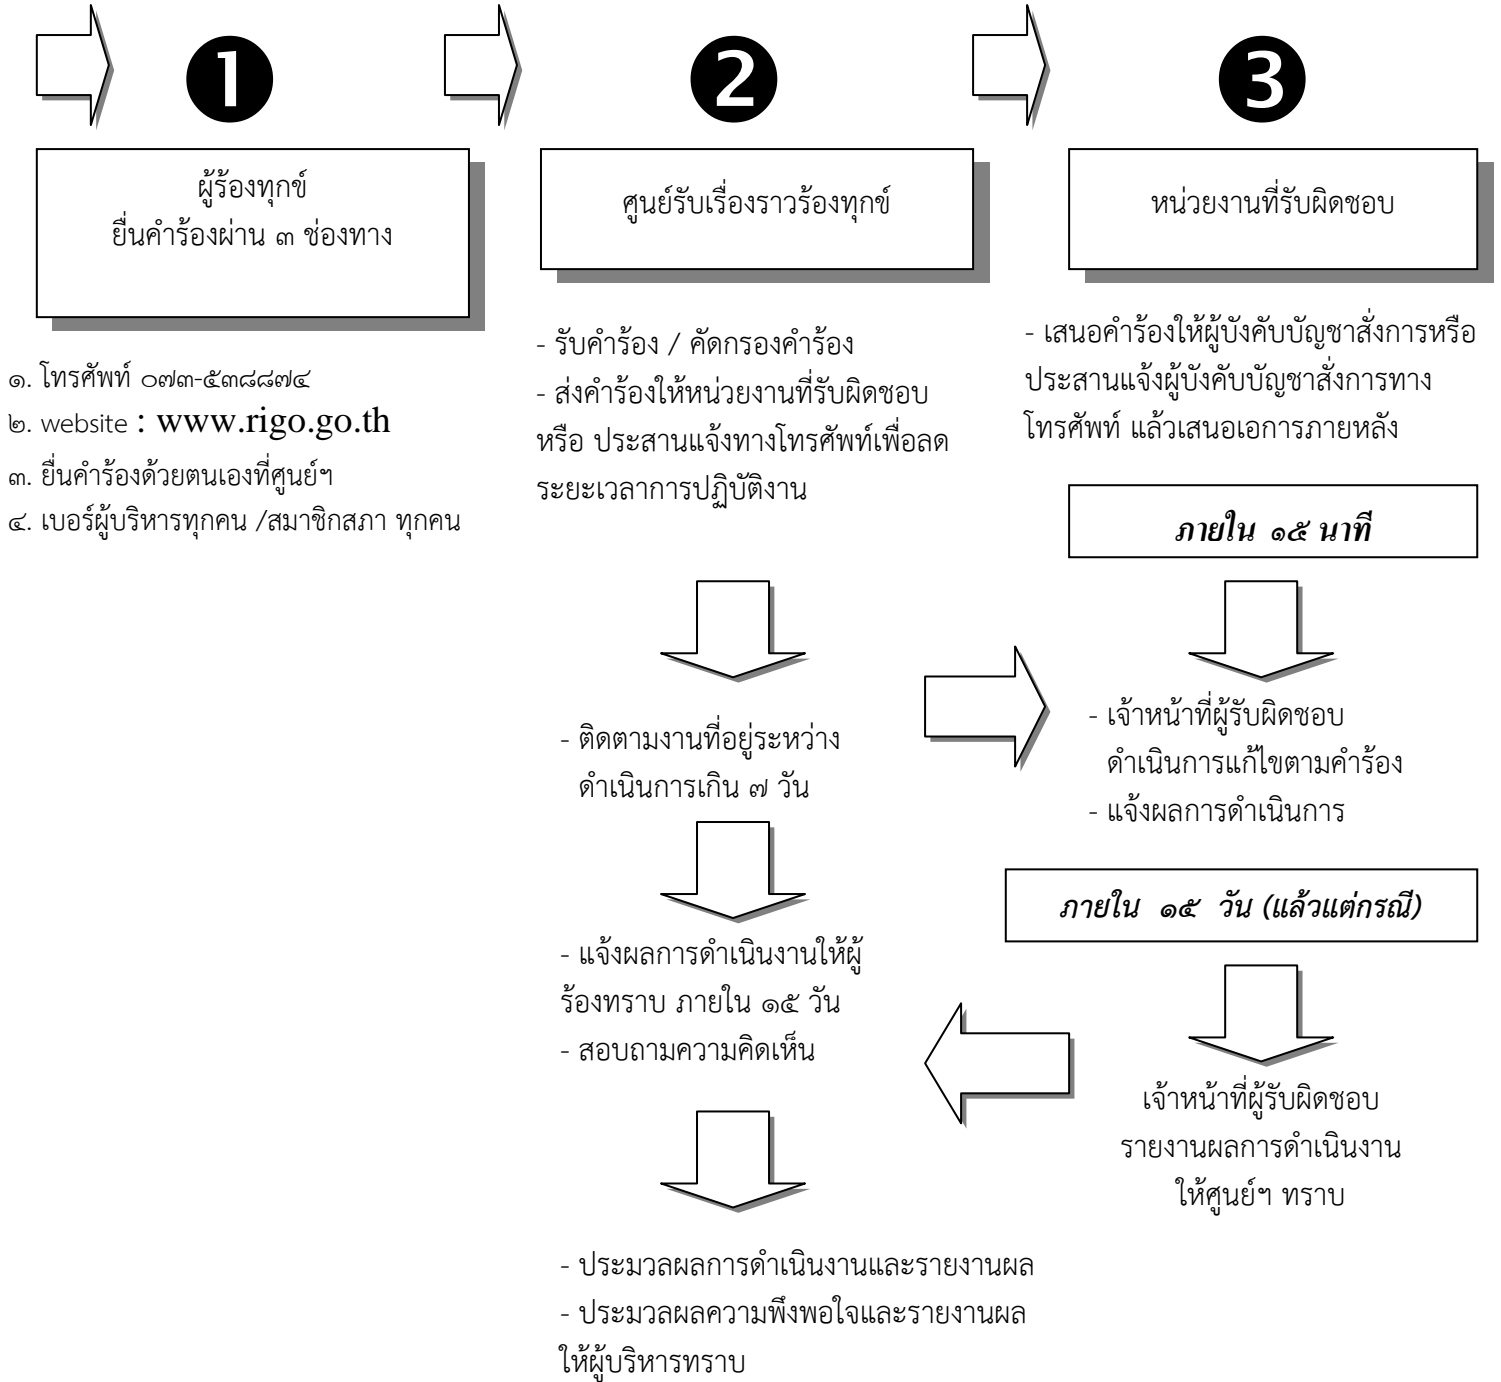 1
ผู้ร้องทุกข์
ยื่นคำร้องผ่าน ๓ ช่องทาง
๑. โทรศัพท์ ๐๗๓-๕๓๘๘๗๔
๒. website : www.rigo.go.th
๓. ยื่นคำร้องด้วยตนเองที่ศูนย์ฯ
๔. เบอร์ผู้บริหารทุกคน /สมาชิกสภา ทุกคน
2
ศูนย์รับเรื่องราวร้องทุกข์
- รับคำร้อง / คัดกรองคำร้อง
- ส่งคำร้องให้หน่วยงานที่รับผิดชอบ
หรือ ประสานแจ้งทางโทรศัพท์เพื่อลด
ระยะเวลาการปฏิบัติงาน
- ติดตามงานที่อยู่ระหว่าง
ดำเนินการเกิน ๗ วัน
- แจ้งผลการดำเนินงานให้ผู้
ร้องทราบ ภายใน ๑๕ วัน
- สอบถามความคิดเห็น
- ประมวลผลการดำเนินงานและรายงานผล
- ประมวลผลความพึงพอใจและรายงานผล
ให้ผู้บริหารทราบ
3
หน่วยงานที่รับผิดชอบ
- เสนอคำร้องให้ผู้บังคับบัญชาสั่งการหรือ
ประสานแจ้งผู้บังคับบัญชาสั่งการทาง
โทรศัพท์ แล้วเสนอเอการภายหลัง
ภายใน ๑๕ นาที
- เจ้าหน้าที่ผู้รับผิดชอบ
ดำเนินการแก้ไขตามคำร้อง
- แจ้งผลการดำเนินการ
ภายใน ๑๕ วัน (แล้วแต่กรณี)
เจ้าหน้าที่ผู้รับผิดชอบ
รายงานผลการดำเนินงาน
ให้ศูนย์ฯ ทราบ